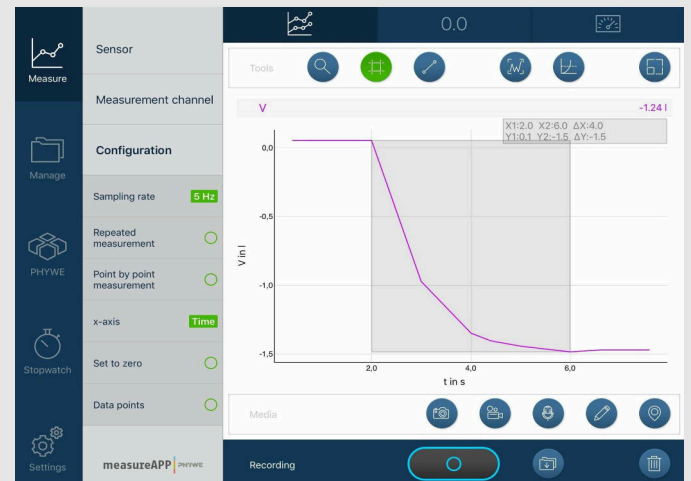 Measure
Manage
PHYWE
Stopwatch
Settings
Sensor
Measurement channel
Configuration
Sampling rate 5 Hz
Repeated
measurement
Point by point
measurement
x-axis Time
Set to zero
Data points
measureAPP PHYWE
0.0
Tools
V -1.24 l
X1:2.0 X2:6.0 ΔX:4.0
Y1:0.1 Y2:-1.5 ΔY:-1.5
0,0
-0,5
-1,0
-1,5
V in l
2,0 4,0 6,0
t in s
Media
Recording